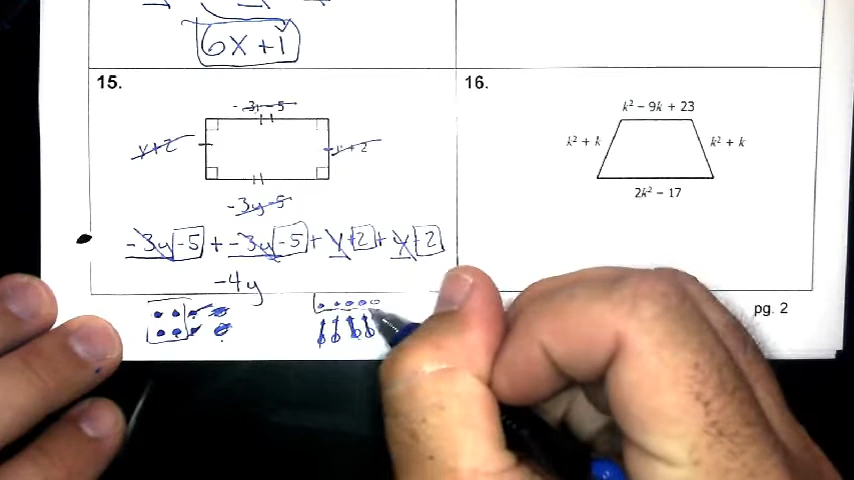 6x+1
15.
16.
-3y-5
y+2
y+2
-3y-5
k² - 9k + 23
k² + k
k² + k
2k² - 17
-3y-5 + -3y-5 + y+2 + y+2
-4y
pg. 2